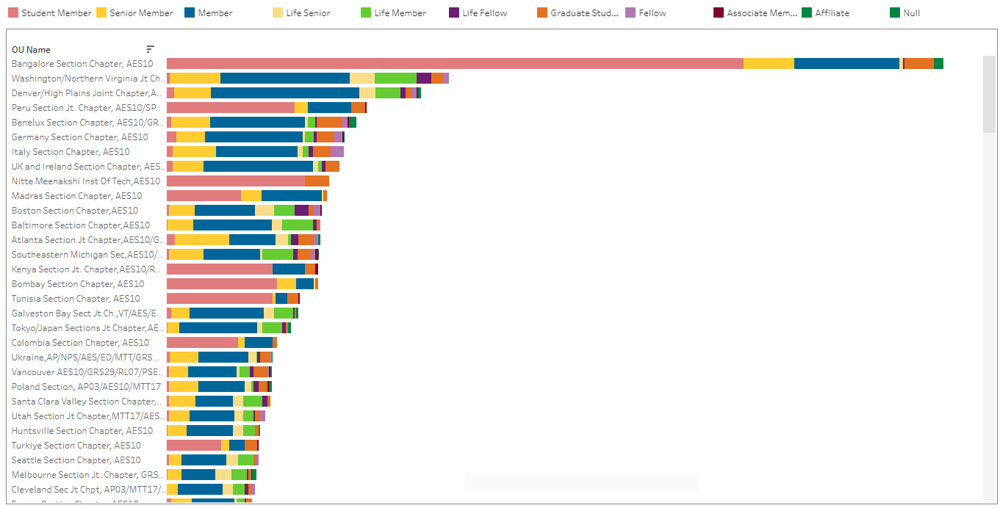 Student Member Senior Member Member Life Senior Life Member Life Fellow Graduate Stud... Fellow Associate Mem... Affiliate Null
OU Name
Bangalore Section Chapter, AES10
Washington/Northern Virginia Jt Ch..
Denver/High Plains Joint Chapter,A..
Peru Section Jt. Chapter, AES10/SP..
Benelux Section Chapter, AES10/GR..
Germany Section Chapter, AES10
Italy Section Chapter, AES10
UK and Ireland Section Chapter, AES..
Nitte Meenakshi Inst Of Tech,AES10
Madras Section Chapter, AES10
Boston Section Chapter,AES10
Baltimore Section Chapter,AES10
Atlanta Section Jt Chapter,AES10/G..
Southeastern Michigan Sec,AES10/..
Kenya Section Jt. Chapter,AES10/R..
Bombay Section Chapter, AES10
Tunisia Section Chapter, AES10
Galveston Bay Sect Jt.Ch.,VT/AES/E..
Tokyo/Japan Sections Jt Chapter,AE..
Colombia Section Chapter, AES10
Ukraine,AP/NPS/AES/ED/MTT/GRS ..
Vancouver AES10/GRS29/RL07/PSE..
Poland Section, AP03/AES10/MTT17
Santa Clara Valley Section Chapter,..
Utah Section Jt Chapter,MTT17/AES..
Huntsville Section Chapter, AES10
Turkiye Section Chapter, AES10
Seattle Section Chapter, AES10
Melbourne Section Jt. Chapter, GRS..
Cleveland Sec Jt Chpt, AP03/MTT17/..